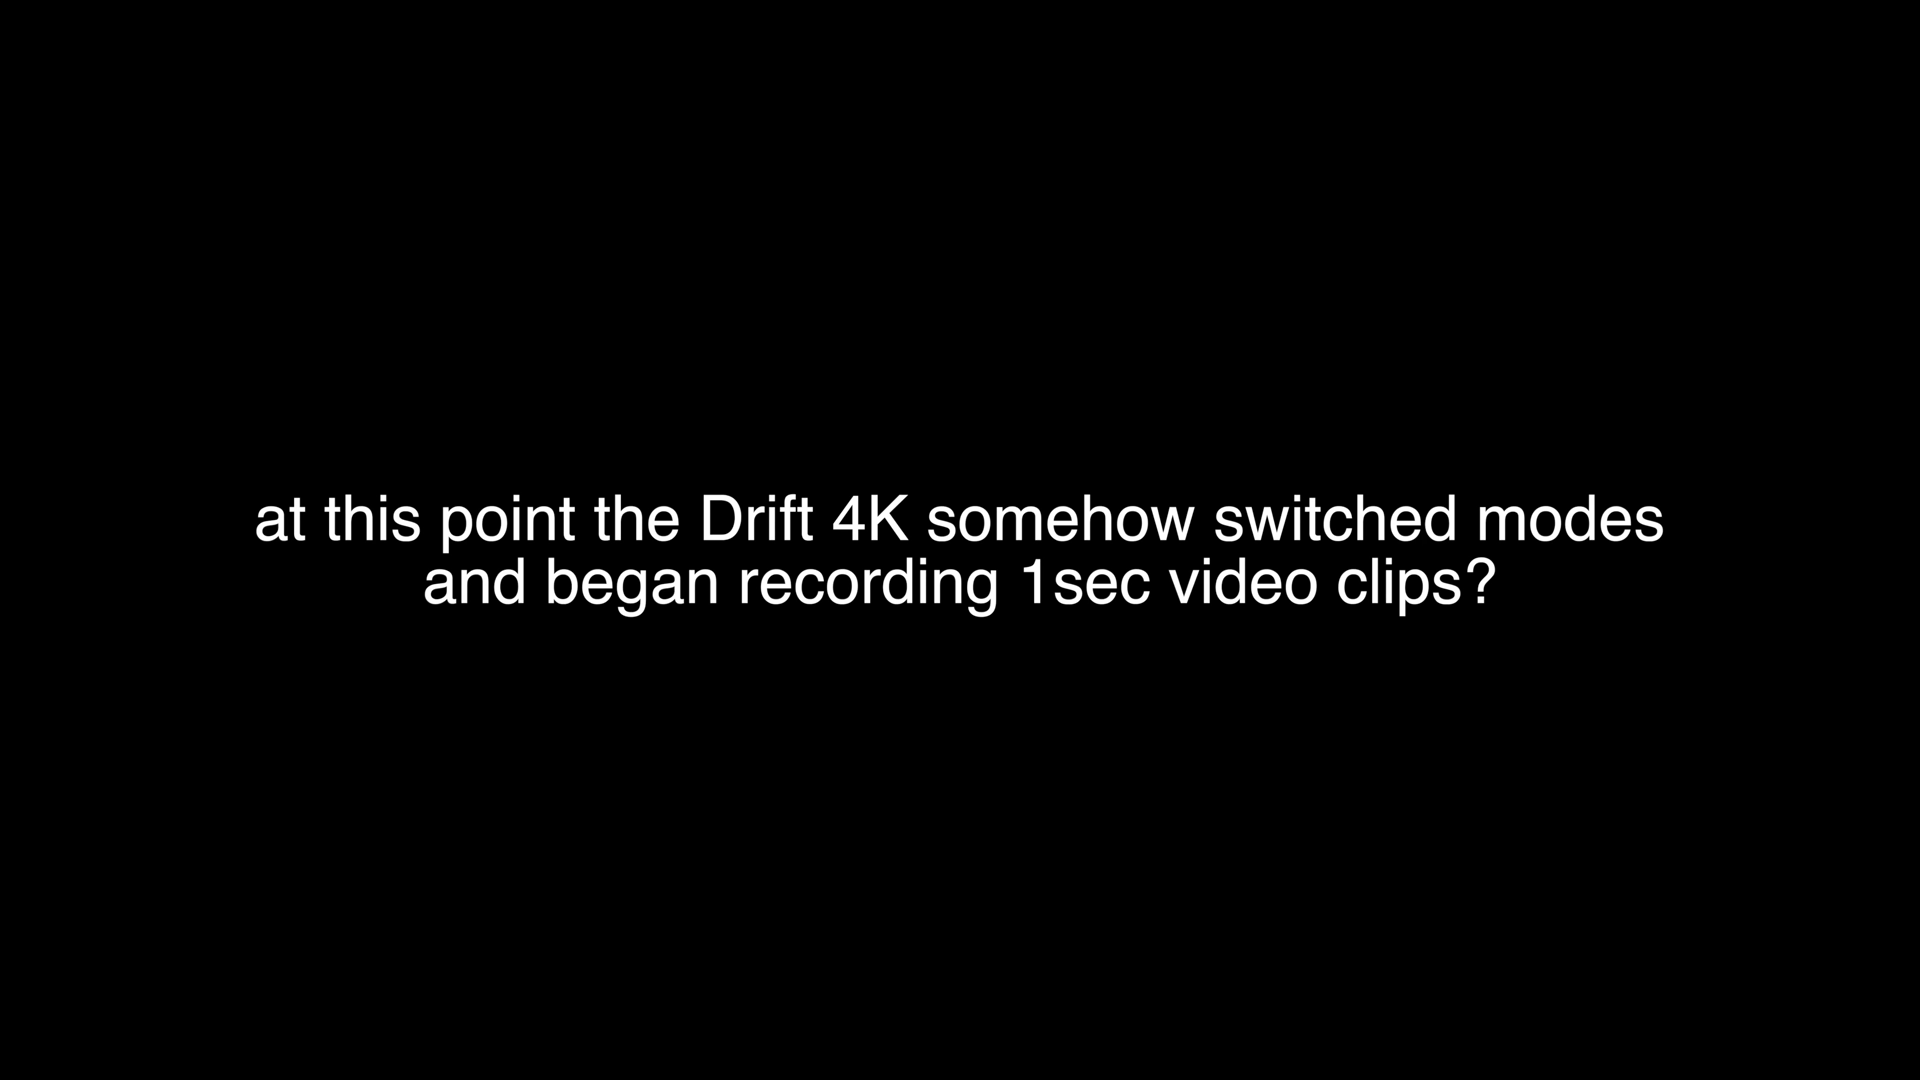 at this point the Drift 4K somehow switched modes
and began recording 1sec video clips?